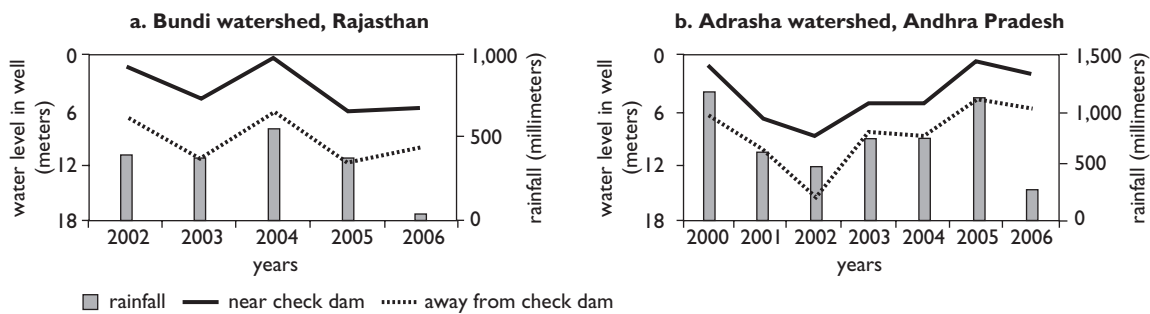 a. Bundi watershed, Rajasthan
water level in well
(meters)
0
6
12
18
1,000
500
0
rainfall (millimeters)
2002 2003 2004 2005 2006
years
b. Adrasha watershed, Andhra Pradesh
water level in well
(meters)
0
6
12
18
1,500
1,000
500
0
rainfall (millimeters)
2000 2001 2002 2003 2004 2005 2006
years
rainfall near check dam away from check dam